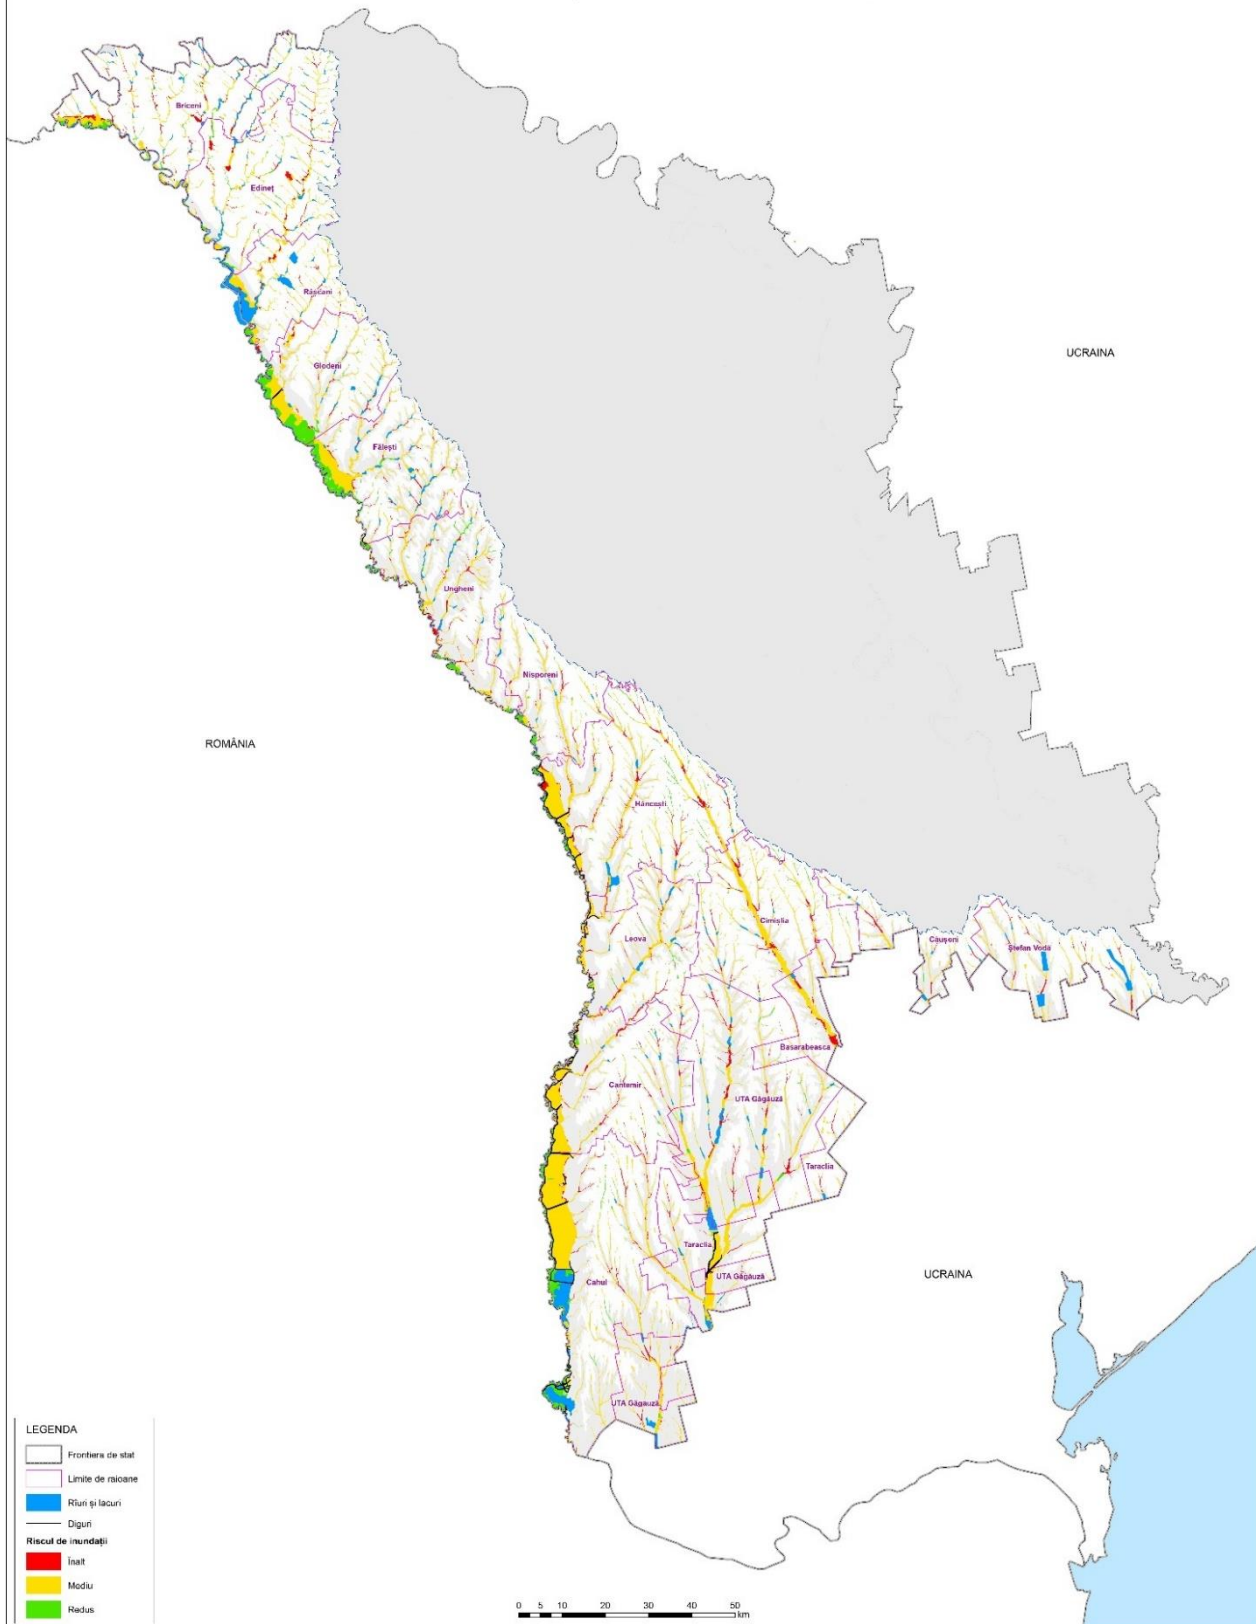 Briceni
Edineț
Râșcani
UCRAINA
Glodeni
Fălești
Ungheni
Nisporeni
ROMÂNIA
Hâncești
Cimișlia
Leova
Căușeni
Ștefan Vodă
Basarabeasca
Cantemir
UTA Găgăuză
Taraclia
Taraclia
UCRAINA
UTA Găgăuză
Cahul
UTA Găgăuză
LEGENDA
Frontiera de stat
Limite de raioane
Rîuri și lacuri
Diguri
Riscul de inundații
Înalt
Mediu
Redus
0 5 10 20 30 40 50
km